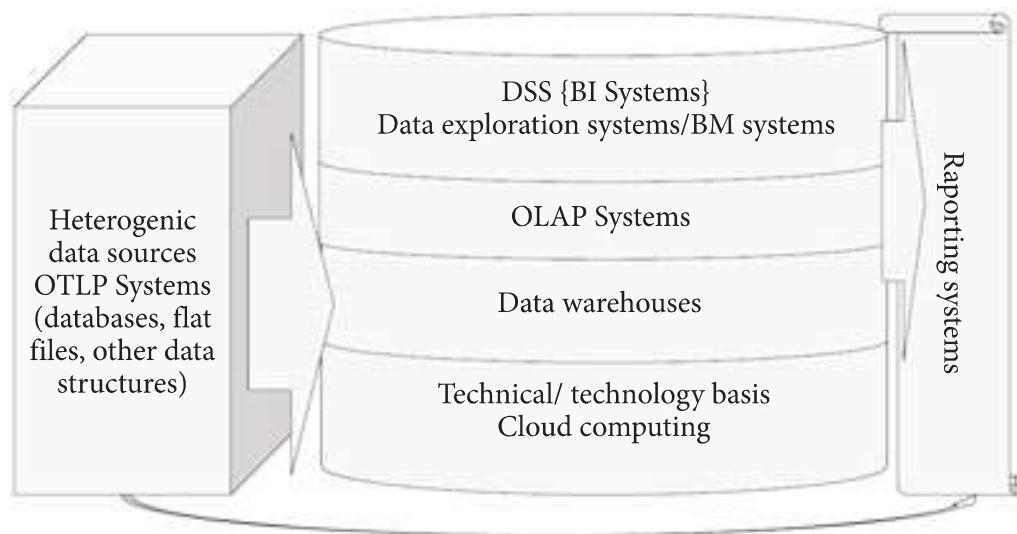 Heterogenic
data sources
OTLP Systems
(databases, flat
files, other data
structures)
DSS {BI Systems}
Data exploration systems/BM systems
OLAP Systems
Data warehouses
Technical/ technology basis
Cloud computing
Raporting systems